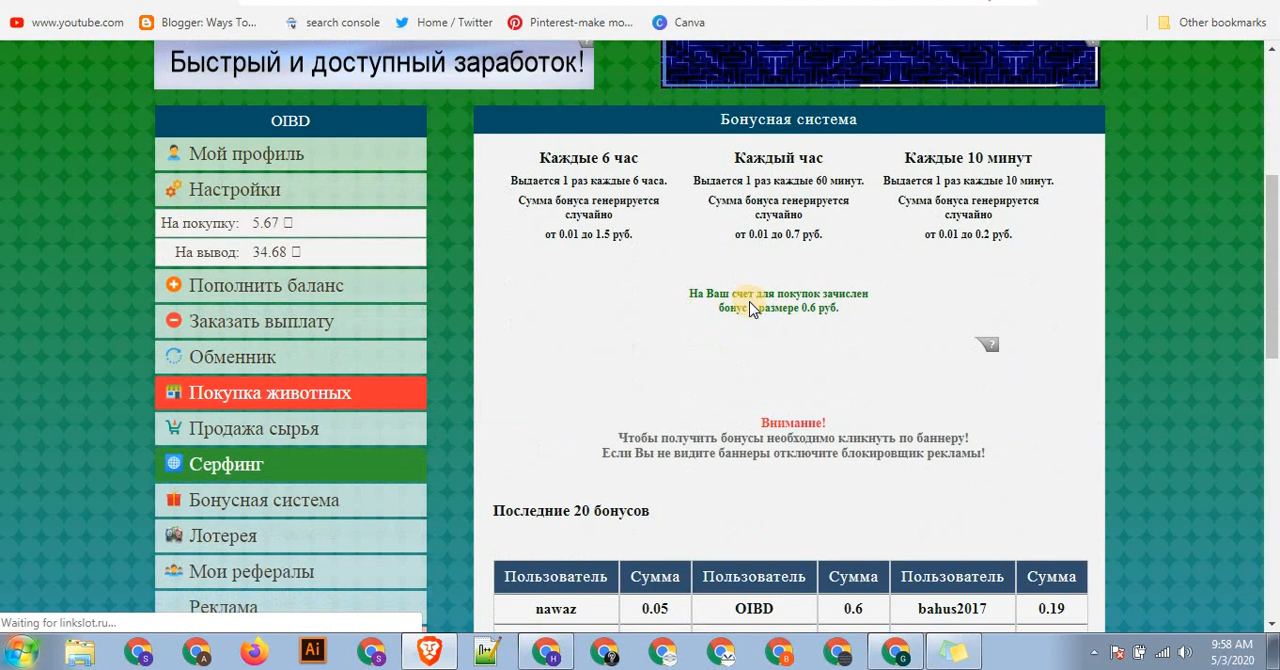 www.youtube.com Blogger: Ways To... search console Home / Twitter Pinterest-make mo... Canva Other bookmarks
Быстрый и доступный заработок!
OIBD
Мой профиль
Настройки
На покупку: 5.67
На вывод: 34.68
Пополнить баланс
Заказать выплату
Обменник
Покупка животных
Продажа сырья
Серфинг
Бонусная система
Лотерея
Мои рефералы
Реклама
Бонусная система
Каждые 6 час
Выдается 1 раз каждые 6 часа.
Сумма бонуса генерируется
случайно
от 0.01 до 1.5 руб.
Каждый час
Выдается 1 раз каждые 60 минут.
Сумма бонуса генерируется
случайно
от 0.01 до 0.7 руб.
Каждые 10 минут
Выдается 1 раз каждые 10 минут.
Сумма бонуса генерируется
случайно
от 0.01 до 0.2 руб.
На Ваш счет для покупок зачислен
бонус размере 0.6 руб.
?
Внимание!
Чтобы получить бонусы необходимо кликнуть по баннеру!
Если Вы не видите баннеры отключите блокировщик рекламы!
Последние 20 бонусов
Пользователь Сумма Пользователь Сумма Пользователь Сумма
nawaz 0.05 OIBD 0.6 bahus2017 0.19
Waiting for linkslot.ru...
9:58 AM
5/3/2020